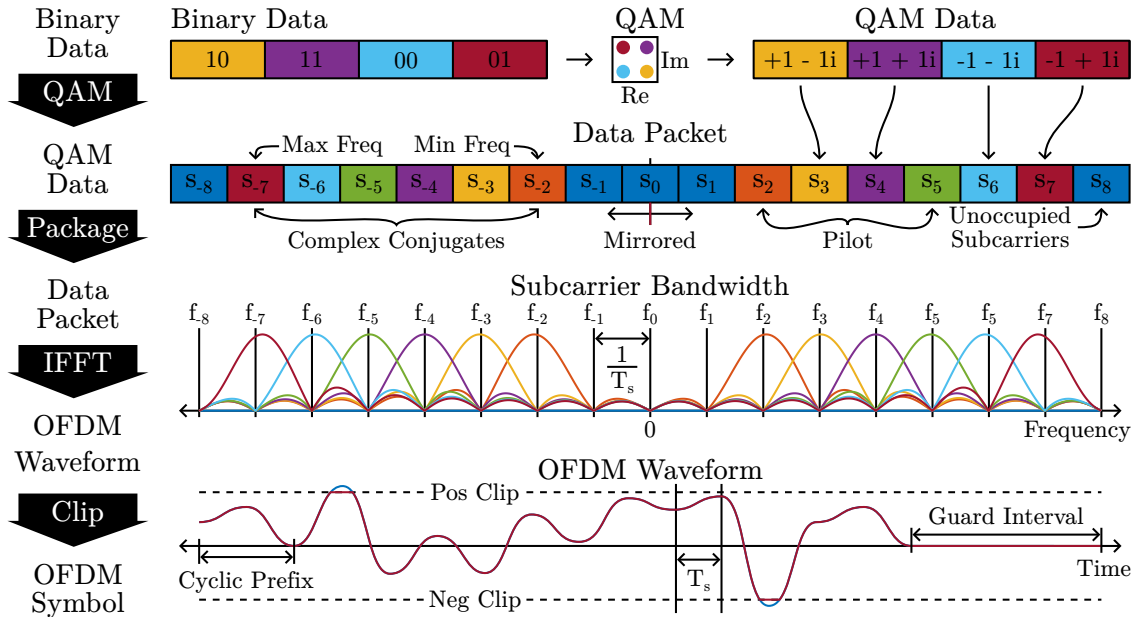 Binary
Data
QAM
QAM
Data
Package
Data
Packet
IFFT
OFDM
Waveform
Clip
OFDM
Symbol
Binary Data
10 11 00 01
QAM
Im
Re
QAM Data
+1 - 1i +1 + 1i -1 - 1i -1 + 1i
Data Packet
Max Freq Min Freq
S-8 S-7 S-6 S-5 S-4 S-3 S-2 S-1 S0 S1 S2 S3 S4 S5 S6 S7 S8
Complex Conjugates Mirrored Pilot Unoccupied
Subcarriers
Subcarrier Bandwidth
f-8 f-7 f-6 f-5 f-4 f-3 f-2 f-1 f0 f1 f2 f3 f4 f5 f5 f7 f8
1
Ts
0 Frequency
OFDM Waveform
Pos Clip
Guard Interval
Cyclic Prefix Ts Time
Neg Clip